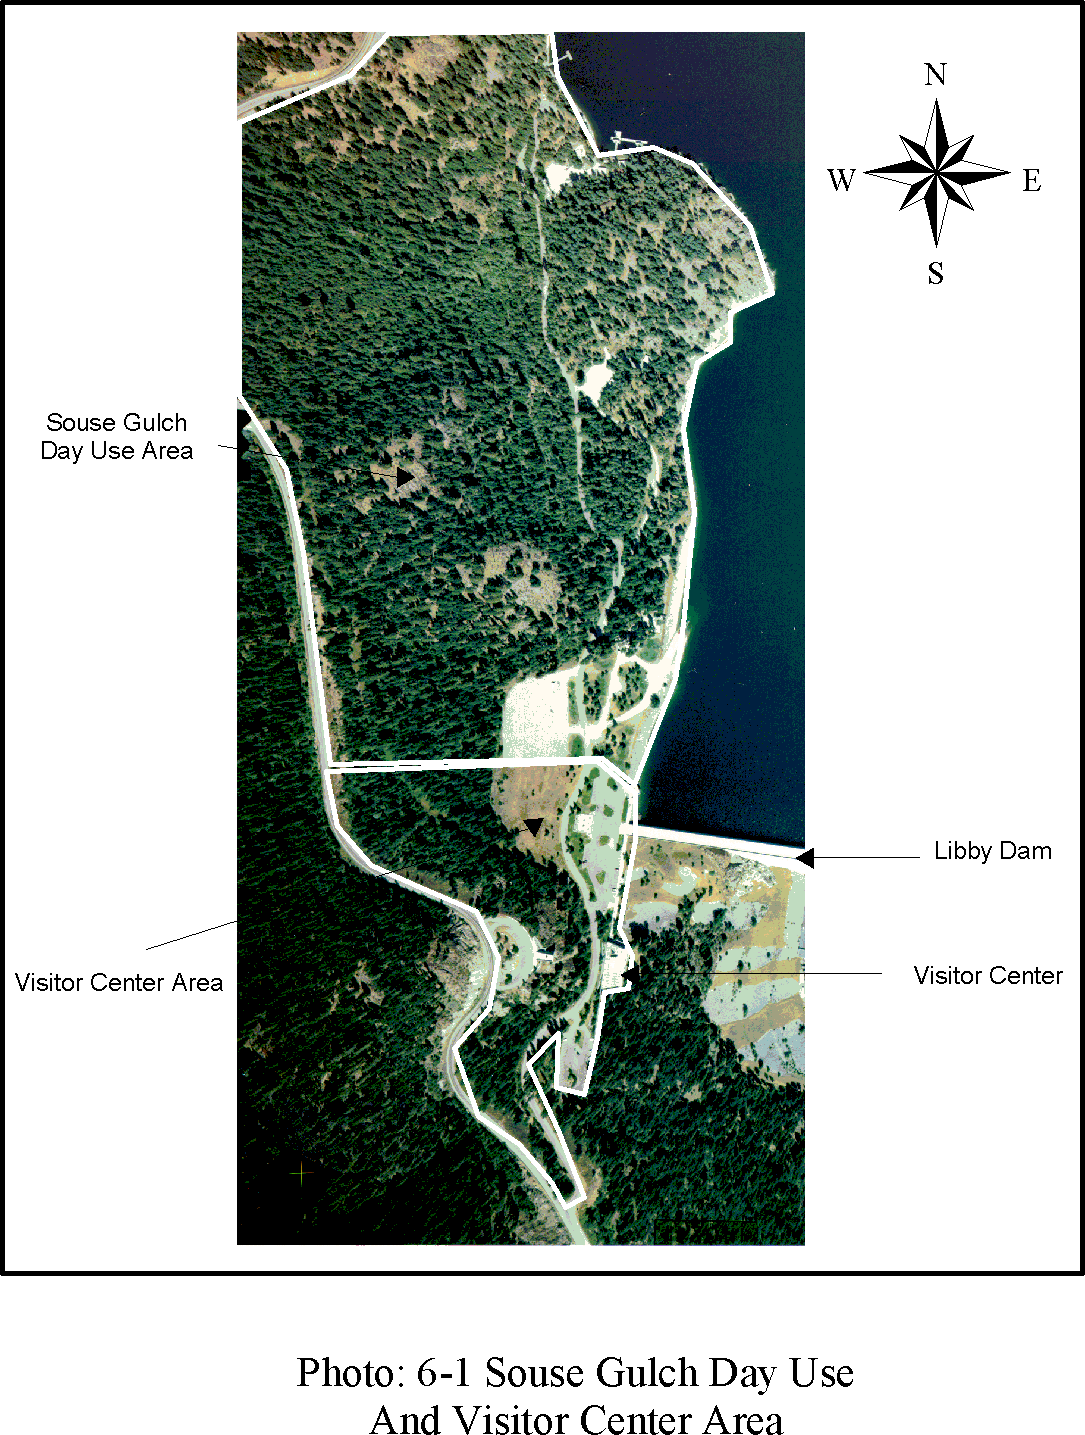 N
W
E
S
Souse Gulch
Day Use Area
Libby Dam
Visitor Center Area
Visitor Center
Photo: 6-1 Souse Gulch Day Use
And Visitor Center Area